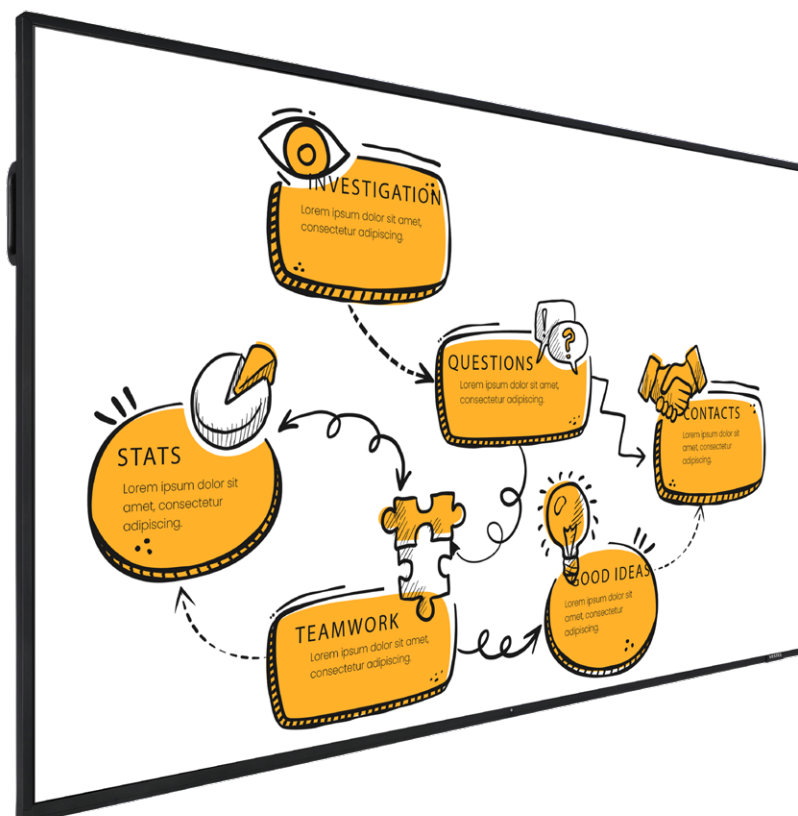 INVESTIGATION
Lorem ipsum dolor sit amet,
consectetur adipiscing.
QUESTIONS
Lorem ipsum dolor sit amet,
consectetur adipiscing.
CONTACTS
Lorem ipsum dolor sit
amet, consectetur
adipiscing.
STATS
Lorem ipsum dolor sit
amet, consectetur
adipiscing.
GOOD IDEAS
Lorem ipsum dolor sit
amet, consectetur
adipiscing.
TEAMWORK
Lorem ipsum dolor sit amet,
consectetur adipiscing.